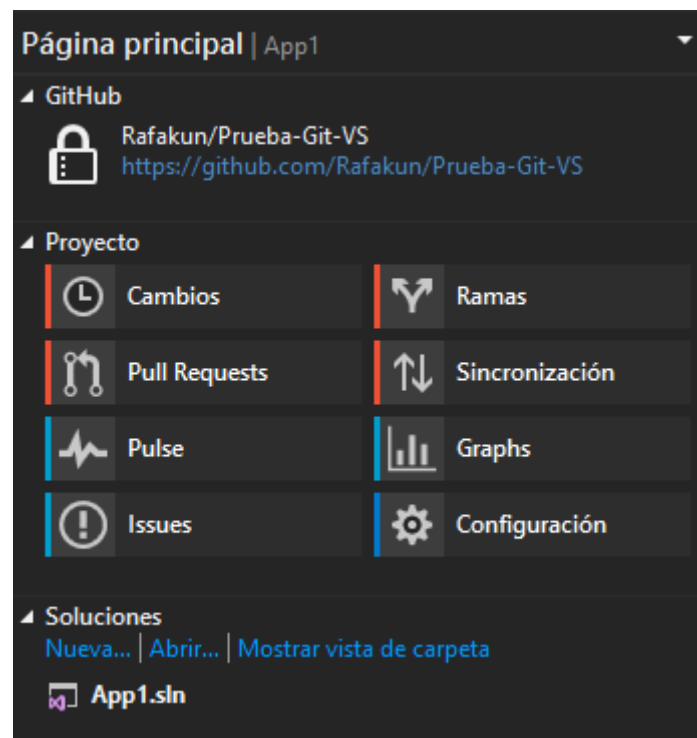 Página principal | App1
GitHub
Rafakun/Prueba-Git-VS
https://github.com/Rafakun/Prueba-Git-VS
Proyecto
Cambios
Ramas
Pull Requests
Sincronización
Pulse
Graphs
Issues
Configuración
Soluciones
Nueva... | Abrir... | Mostrar vista de carpeta
App1.sln